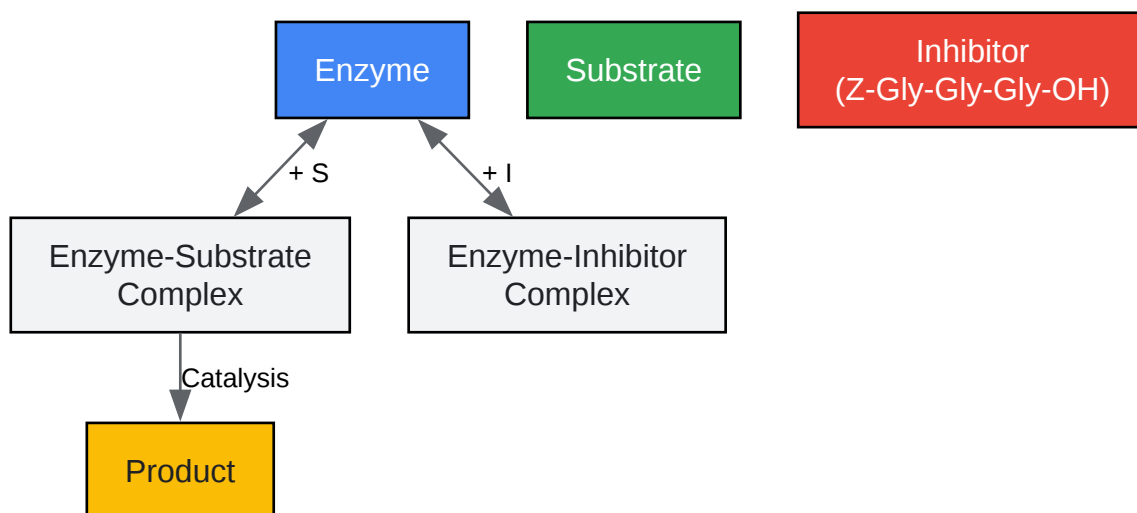 Enzyme
Substrate
Inhibitor
(Z-Gly-Gly-Gly-OH)
+ S
+ I
Enzyme-Substrate
Complex
Enzyme-Inhibitor
Complex
Catalysis
Product